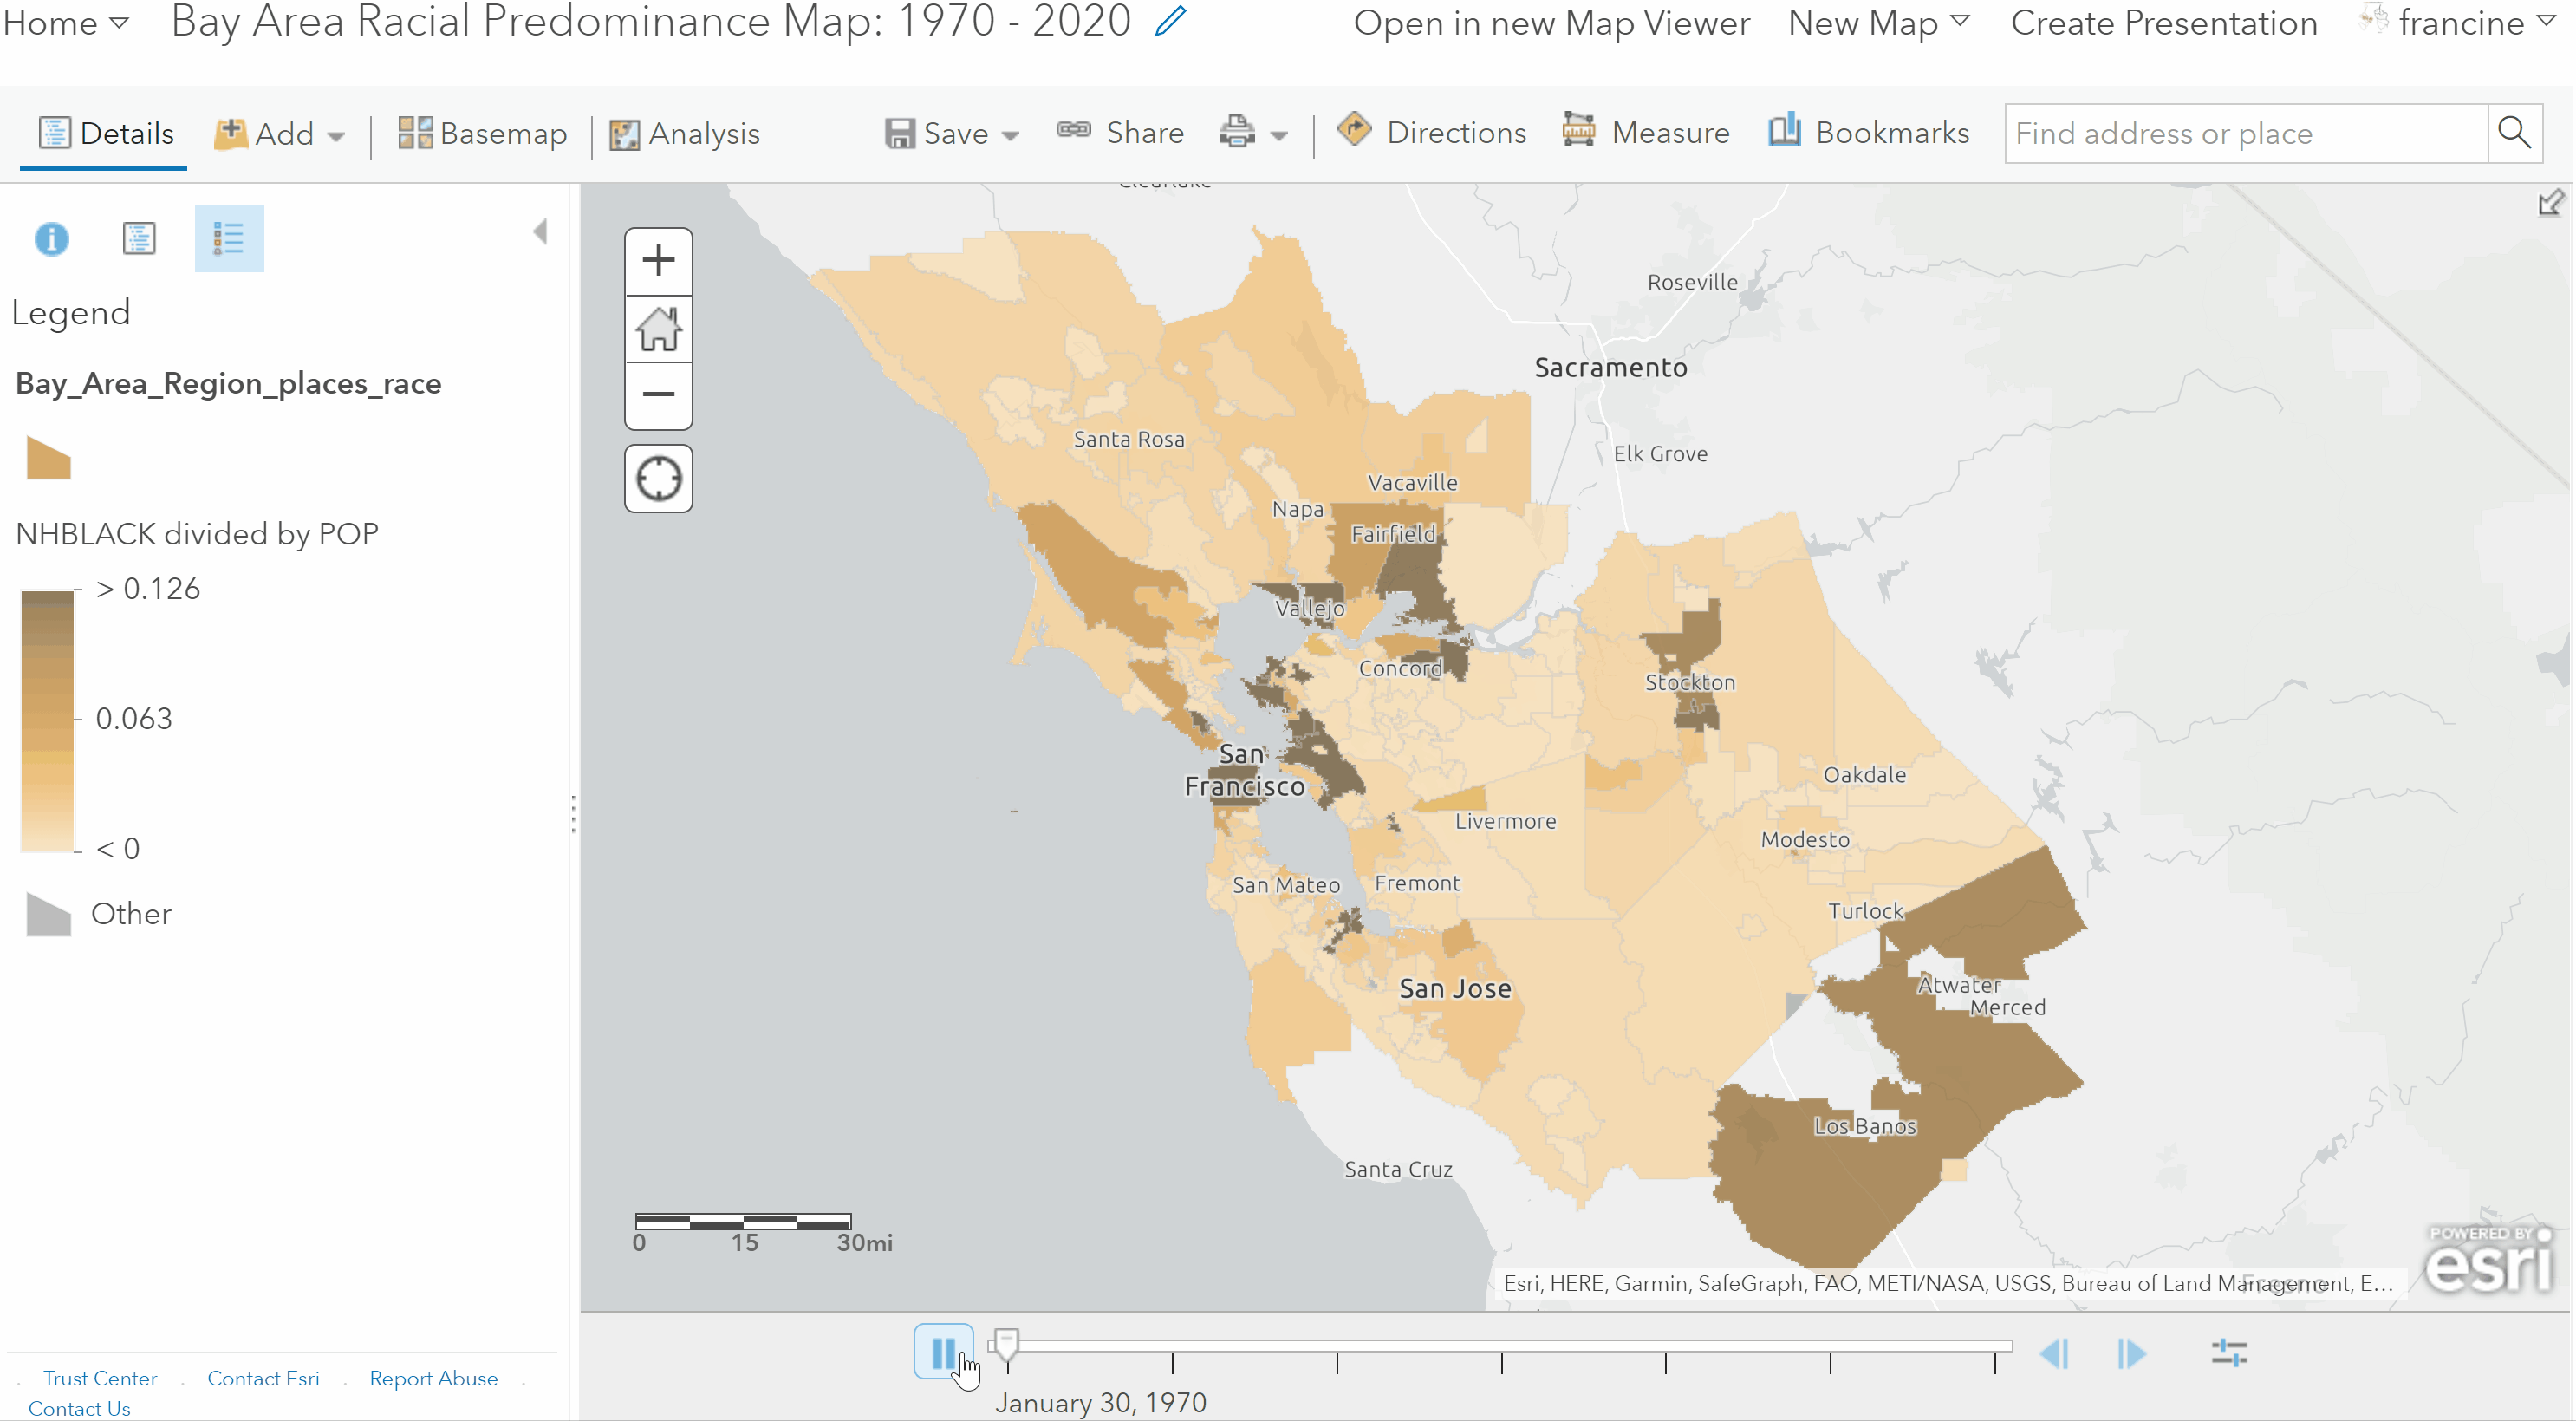 Home
Bay Area Racial Predominance Map: 1970 - 2020
Open in new Map Viewer
New Map
Create Presentation
francine
Details
Add
Basemap
Analysis
Save
Share
Directions
Measure
Bookmarks
Find address or place
Legend
Bay_Area_Region_places_race
NHBLACK divided by POP
> 0.126
0.063
< 0
Other
Trust Center
Contact Esri
Report Abuse
Contact Us
Clearlake
Roseville
Sacramento
Elk Grove
Santa Rosa
Vacaville
Napa
Fairfield
Vallejo
Concord
Stockton
San
Francisco
Oakdale
Livermore
Modesto
San Mateo
Fremont
Turlock
San Jose
Atwater
Merced
Los Banos
Santa Cruz
0 15 30mi
POWERED BY
esri
Esri, HERE, Garmin, SafeGraph, FAO, METI/NASA, USGS, Bureau of Land Management, E...
Fresno
January 30, 1970